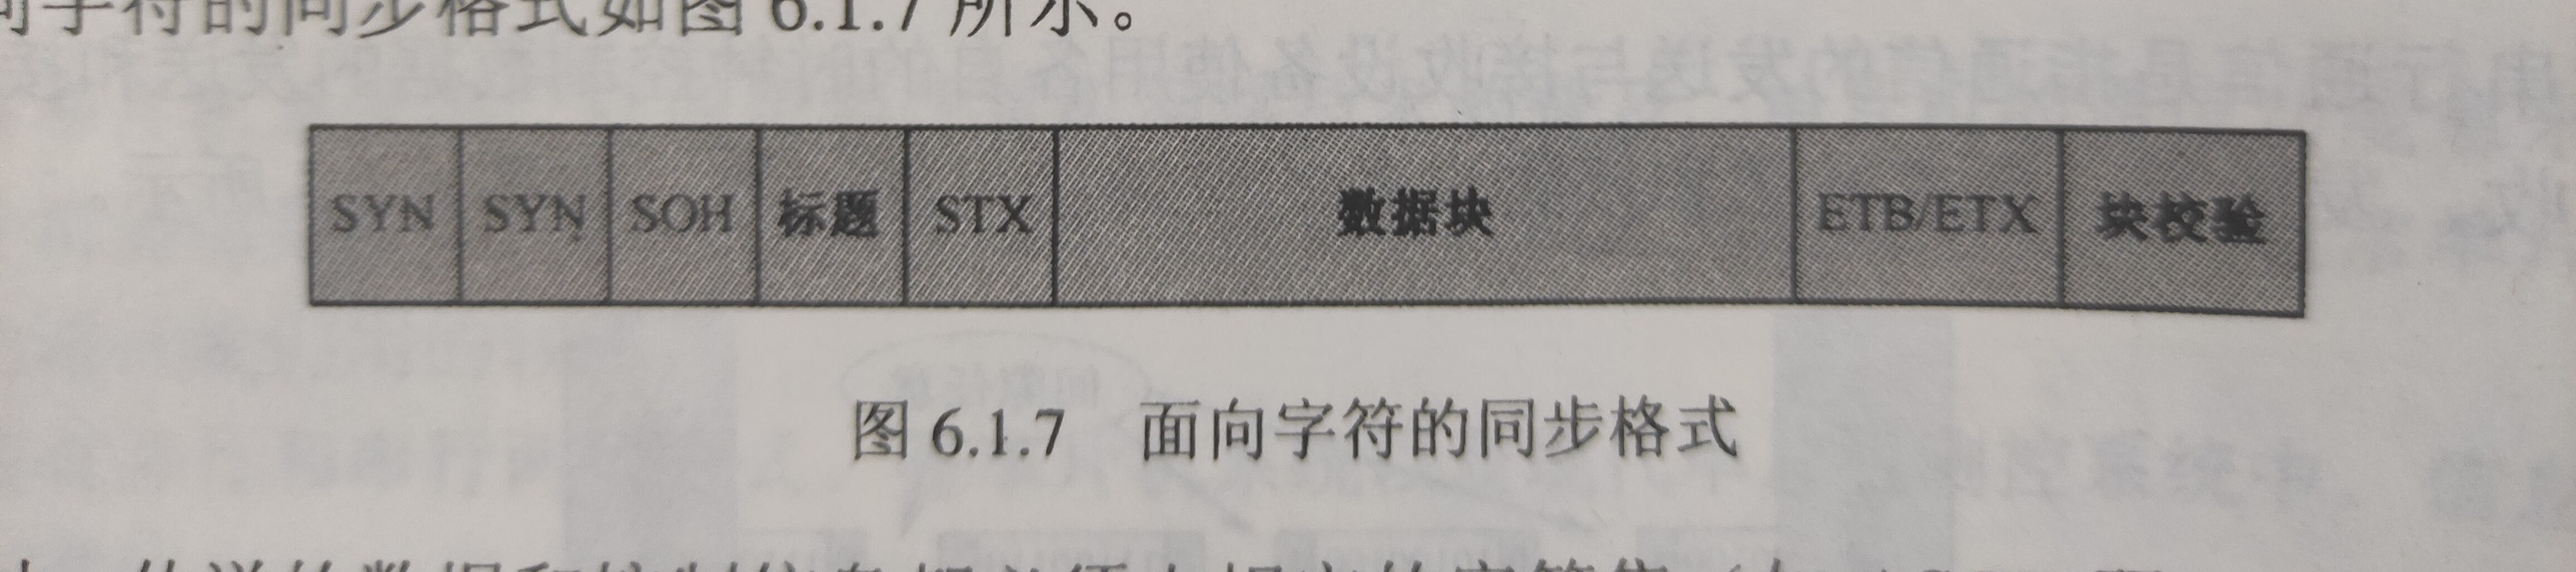 字符的同步格式如图 6.1.7 所示。
SYN SYN SOH 标题 STX 数据块 ETB/ETX 块校验
图 6.1.7 面向字符的同步格式